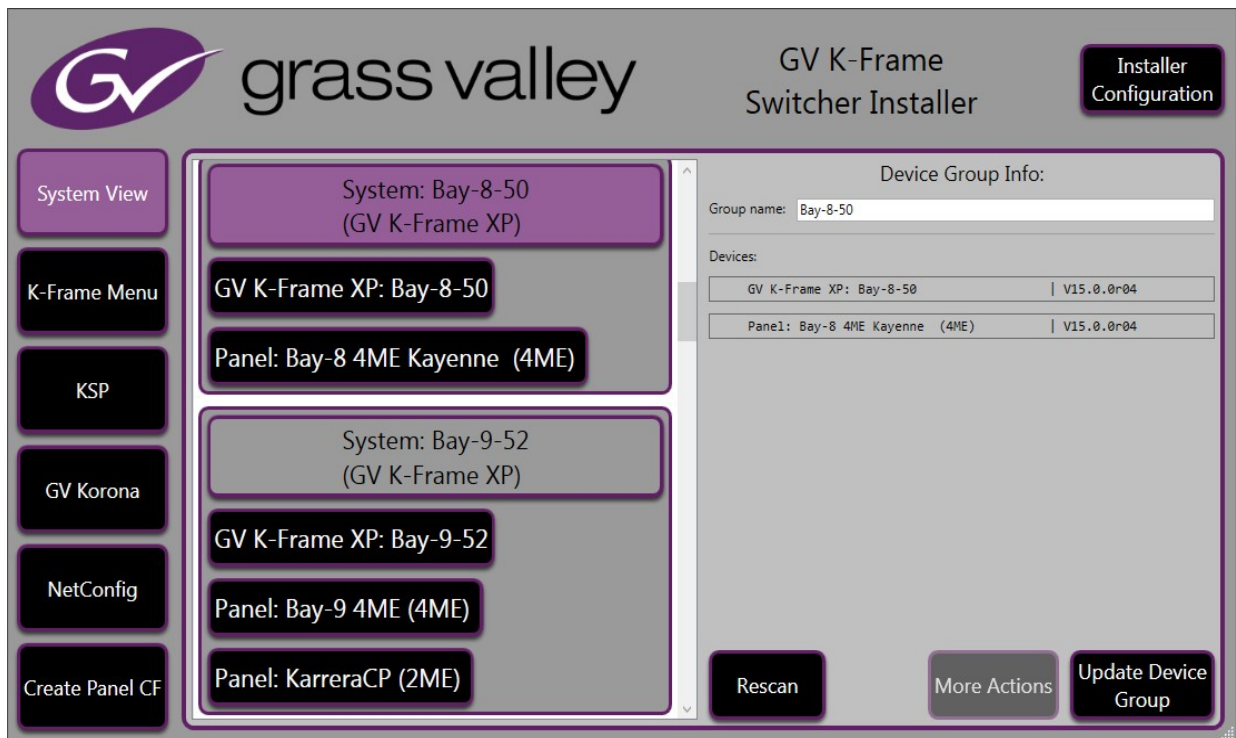 GV grass valley
GV K-Frame
Switcher Installer
Installer
Configuration
System View
K-Frame Menu
KSP
GV Korona
NetConfig
Create Panel CF
System: Bay-8-50
(GV K-Frame XP)
GV K-Frame XP: Bay-8-50
Panel: Bay-8 4ME Kayenne (4ME)
System: Bay-9-52
(GV K-Frame XP)
GV K-Frame XP: Bay-9-52
Panel: Bay-9 4ME (4ME)
Panel: KarreraCP (2ME)
Device Group Info:
Group name: Bay-8-50
Devices:
GV K-Frame XP: Bay-8-50 | V15.0.0r04
Panel: Bay-8 4ME Kayenne (4ME) | V15.0.0r04
Rescan
More Actions
Update Device
Group